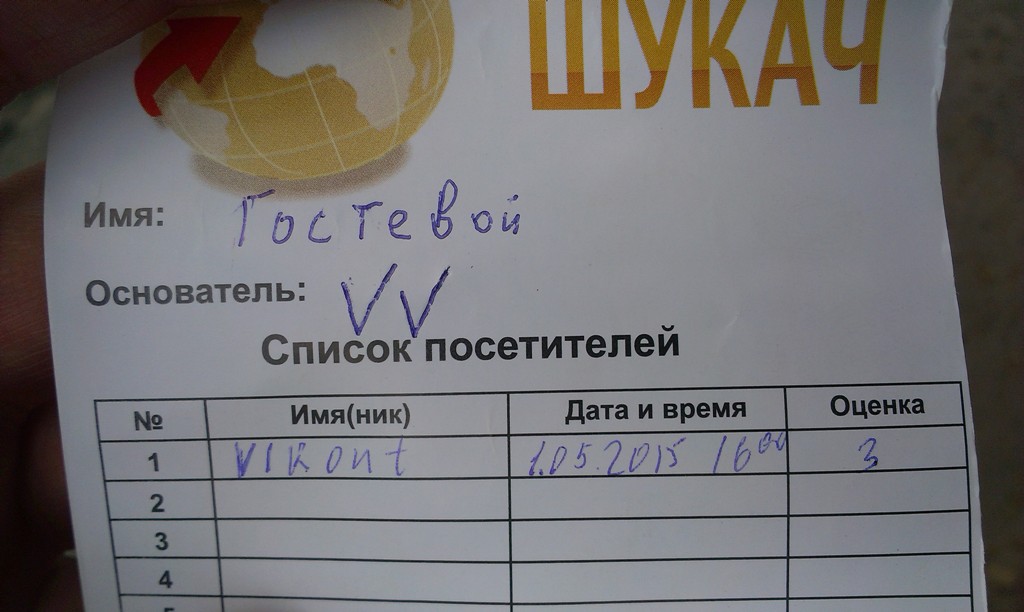 ШУКАЧ
Имя: Гостевой
Основатель: VV
Список посетителей
№ Имя(ник) Дата и время Оценка
1 VIKont 1.05.2015 16⁰⁰ 3
2
3
4